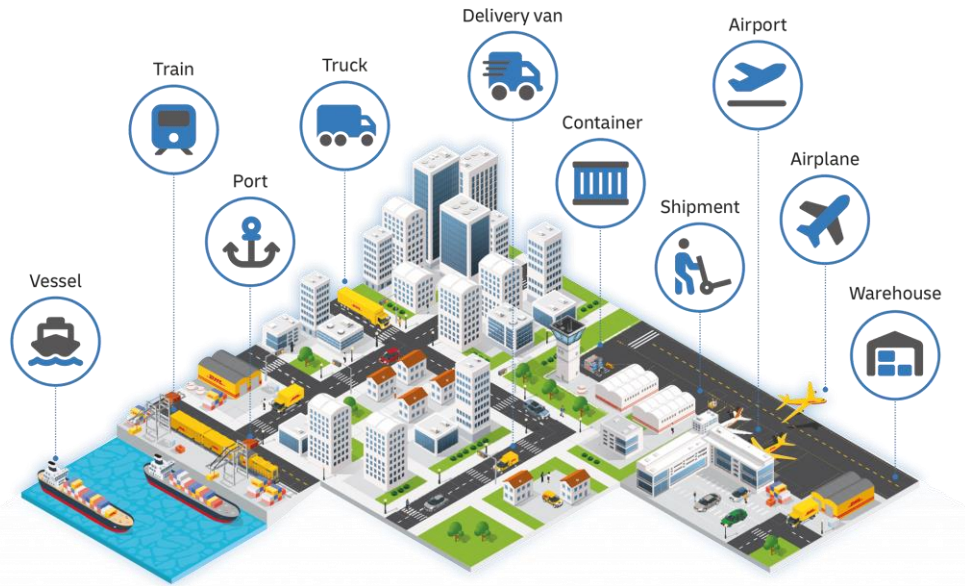 Delivery van
Airport
Train
Truck
Container
Airplane
Port
Shipment
Vessel
Warehouse